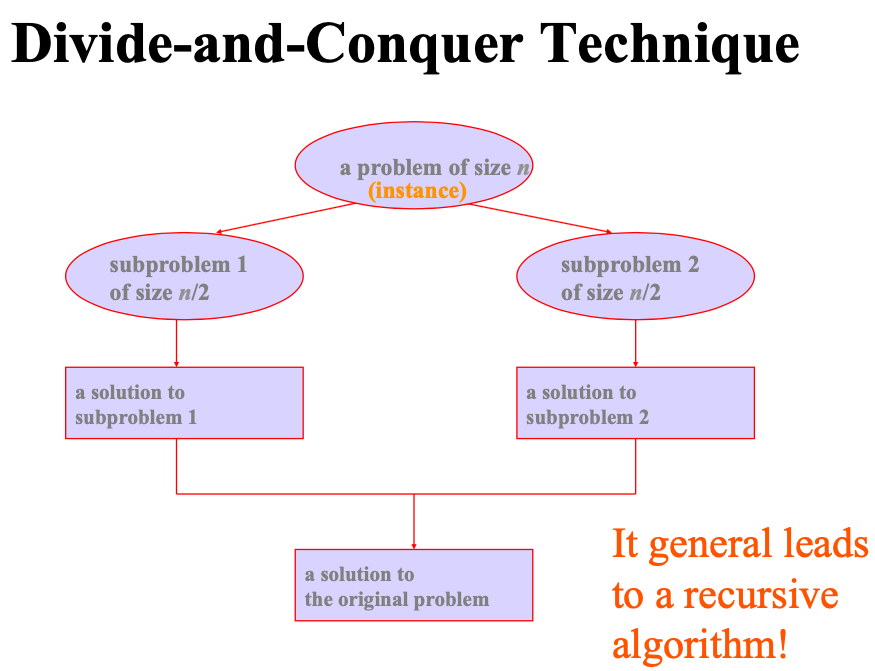 Divide-and-Conquer Technique
a problem of size n
(instance)
subproblem 1
of size n/2
subproblem 2
of size n/2
a solution to
subproblem 1
a solution to
subproblem 2
a solution to
the original problem
It general leads
to a recursive
algorithm!